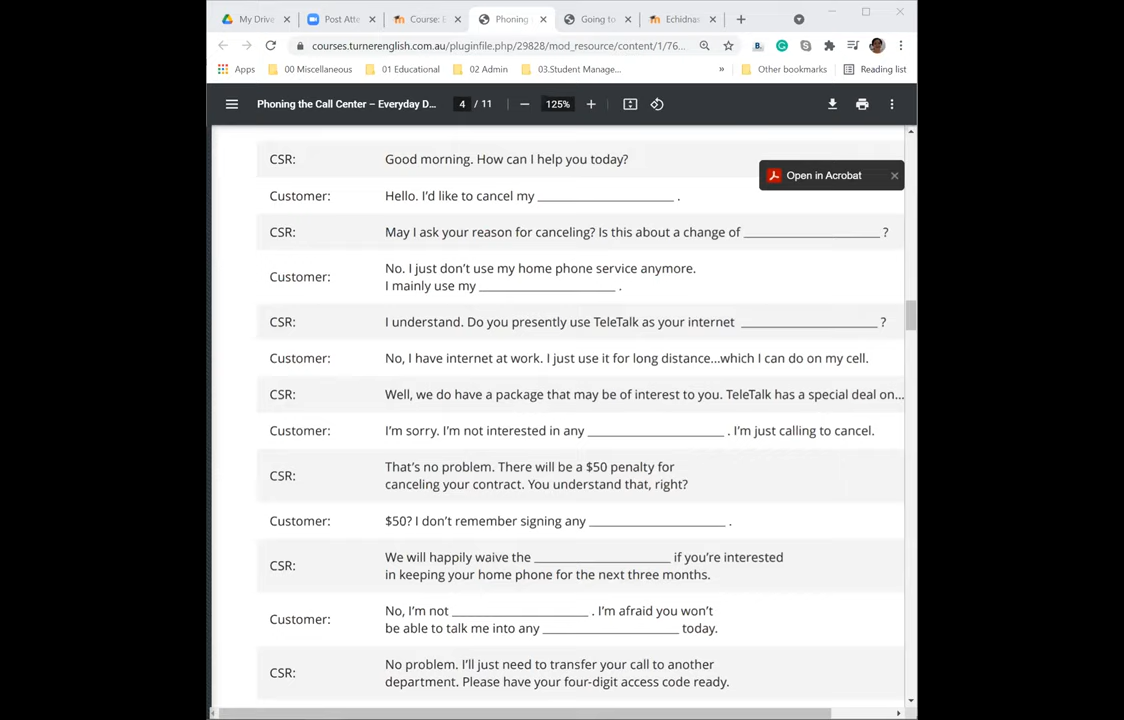 My Drive
Post Atte
Course: E
Phoning
Going to
Echidnas
courses.turnerenglish.com.au/pluginfile.php/29828/mod_resource/content/1/76...
Apps
00 Miscellaneous
01 Educational
02 Admin
03.Student Manage...
»
Other bookmarks
Reading list
Phoning the Call Center – Everyday D...
4 / 11
125%
CSR: Good morning. How can I help you today?
Open in Acrobat
Customer: Hello. I'd like to cancel my ____________________ .
CSR: May I ask your reason for canceling? Is this about a change of ____________________ ?
Customer: No. I just don't use my home phone service anymore.
I mainly use my ____________________ .
CSR: I understand. Do you presently use TeleTalk as your internet ____________________ ?
Customer: No, I have internet at work. I just use it for long distance...which I can do on my cell.
CSR: Well, we do have a package that may be of interest to you. TeleTalk has a special deal on...
Customer: I'm sorry. I'm not interested in any ____________________ . I'm just calling to cancel.
CSR: That's no problem. There will be a $50 penalty for
canceling your contract. You understand that, right?
Customer: $50? I don't remember signing any ____________________ .
CSR: We will happily waive the ____________________ if you're interested
in keeping your home phone for the next three months.
Customer: No, I'm not ____________________ . I'm afraid you won't
be able to talk me into any ____________________ today.
CSR: No problem. I'll just need to transfer your call to another
department. Please have your four-digit access code ready.